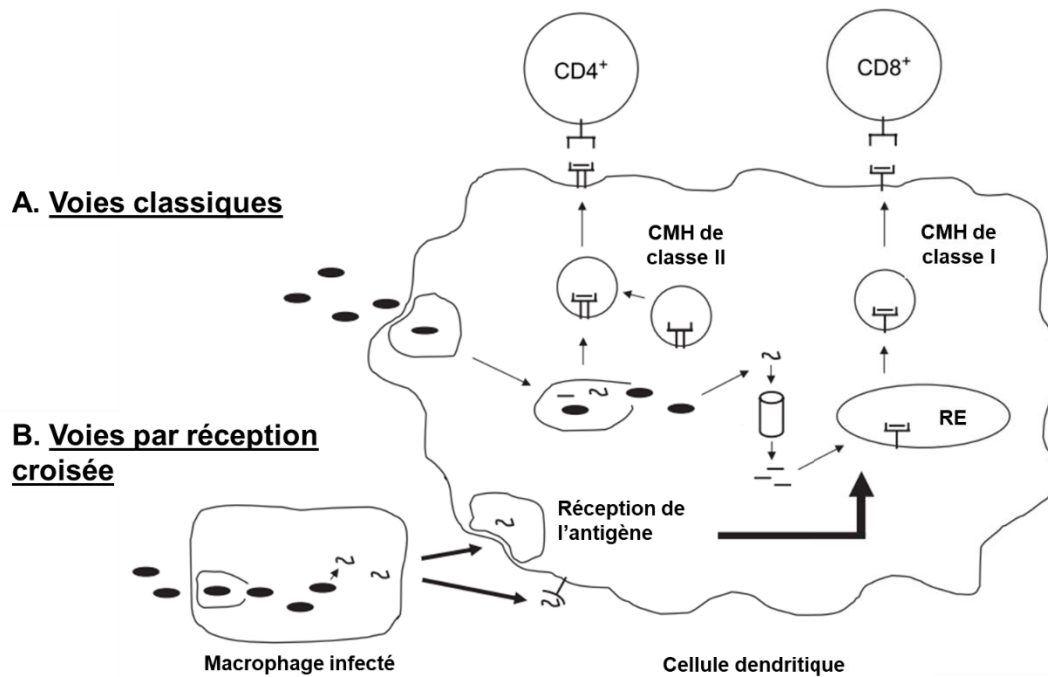 CD4⁺
CD8⁺
A. Voies classiques
CMH de
classe II
CMH de
classe I
B. Voies par réception
croisée
RE
Réception de
l'antigène
Macrophage infecté
Cellule dendritique